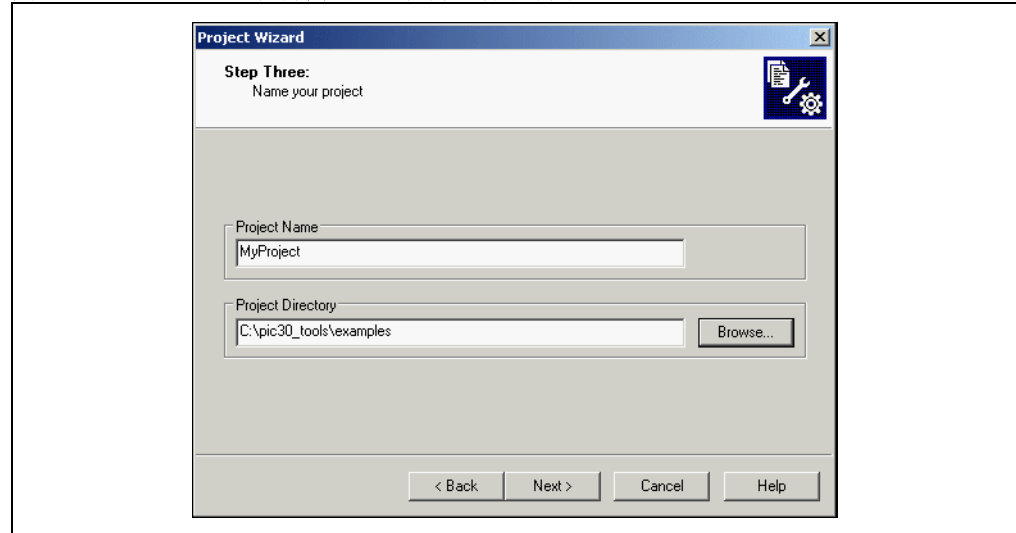 Project Wizard
Step Three:
Name your project
Project Name
MyProject
Project Directory
C:\pic30_tools\examples
Browse...
< Back Next > Cancel Help